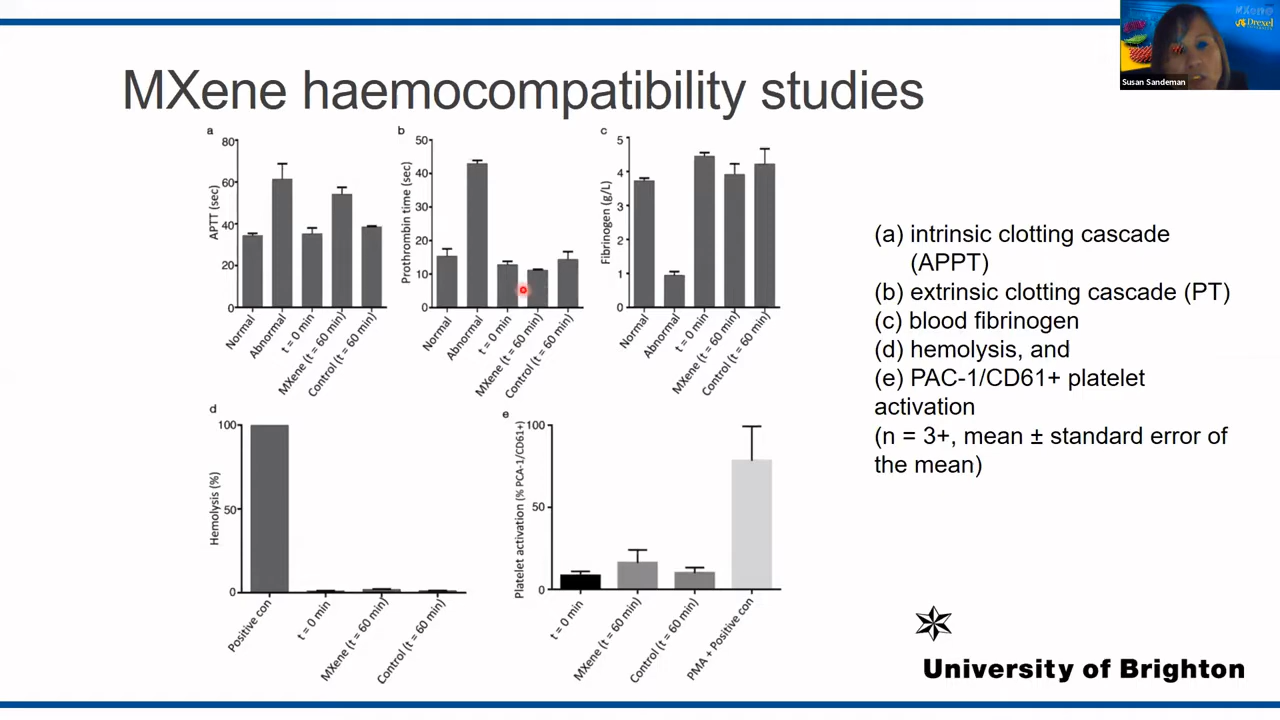 MXene
Drexel
Susan Sandeman
MXene haemocompatibility studies
a
80
60
40
20
0
APTT (sec)
Normal
Abnormal
t = 0 min
MXene (t = 60 min)
Control (t = 60 min)
b
50
40
30
20
10
0
Prothrombin time (sec)
Normal
Abnormal
t = 0 min
MXene (t = 60 min)
Control (t = 60 min)
c
5
4
3
2
1
0
Fibrinogen (g/L)
Normal
Abnormal
t = 0 min
MXene (t = 60 min)
Control (t = 60 min)
(a) intrinsic clotting cascade
(APPT)
(b) extrinsic clotting cascade (PT)
(c) blood fibrinogen
(d) hemolysis, and
(e) PAC-1/CD61+ platelet
activation
(n = 3+, mean ± standard error of
the mean)
d
100
50
0
Hemolysis (%)
Positive con
t = 0 min
MXene (t = 60 min)
Control (t = 60 min)
e
100
50
0
Platelet activation (% PCA-1/CD61+)
t = 0 min
MXene (t = 60 min)
Control (t = 60 min)
PMA + Positive con
University of Brighton